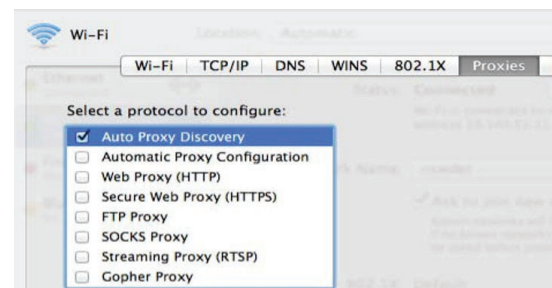 Wi-Fi
Wi-Fi TCP/IP DNS WINS 802.1X Proxies
Select a protocol to configure:
Auto Proxy Discovery
Automatic Proxy Configuration
Web Proxy (HTTP)
Secure Web Proxy (HTTPS)
FTP Proxy
SOCKS Proxy
Streaming Proxy (RTSP)
Gopher Proxy